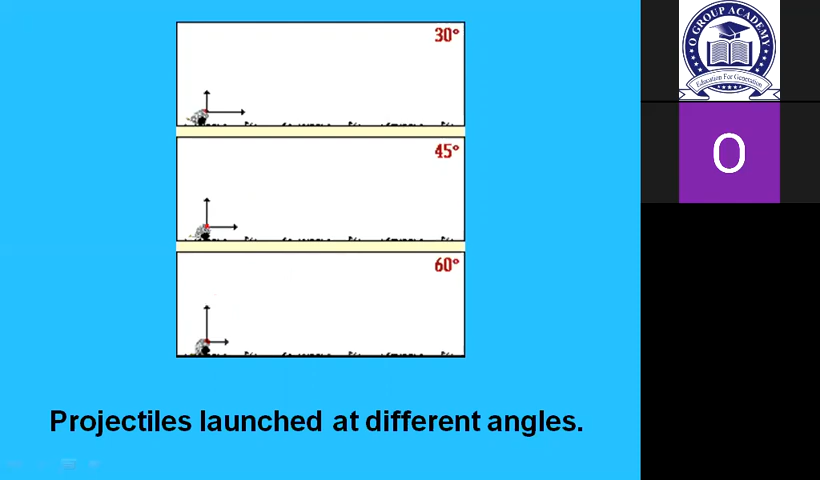 30°
45°
60°
Projectiles launched at different angles.
O GROUP ACADEMY
Education For Generation
O